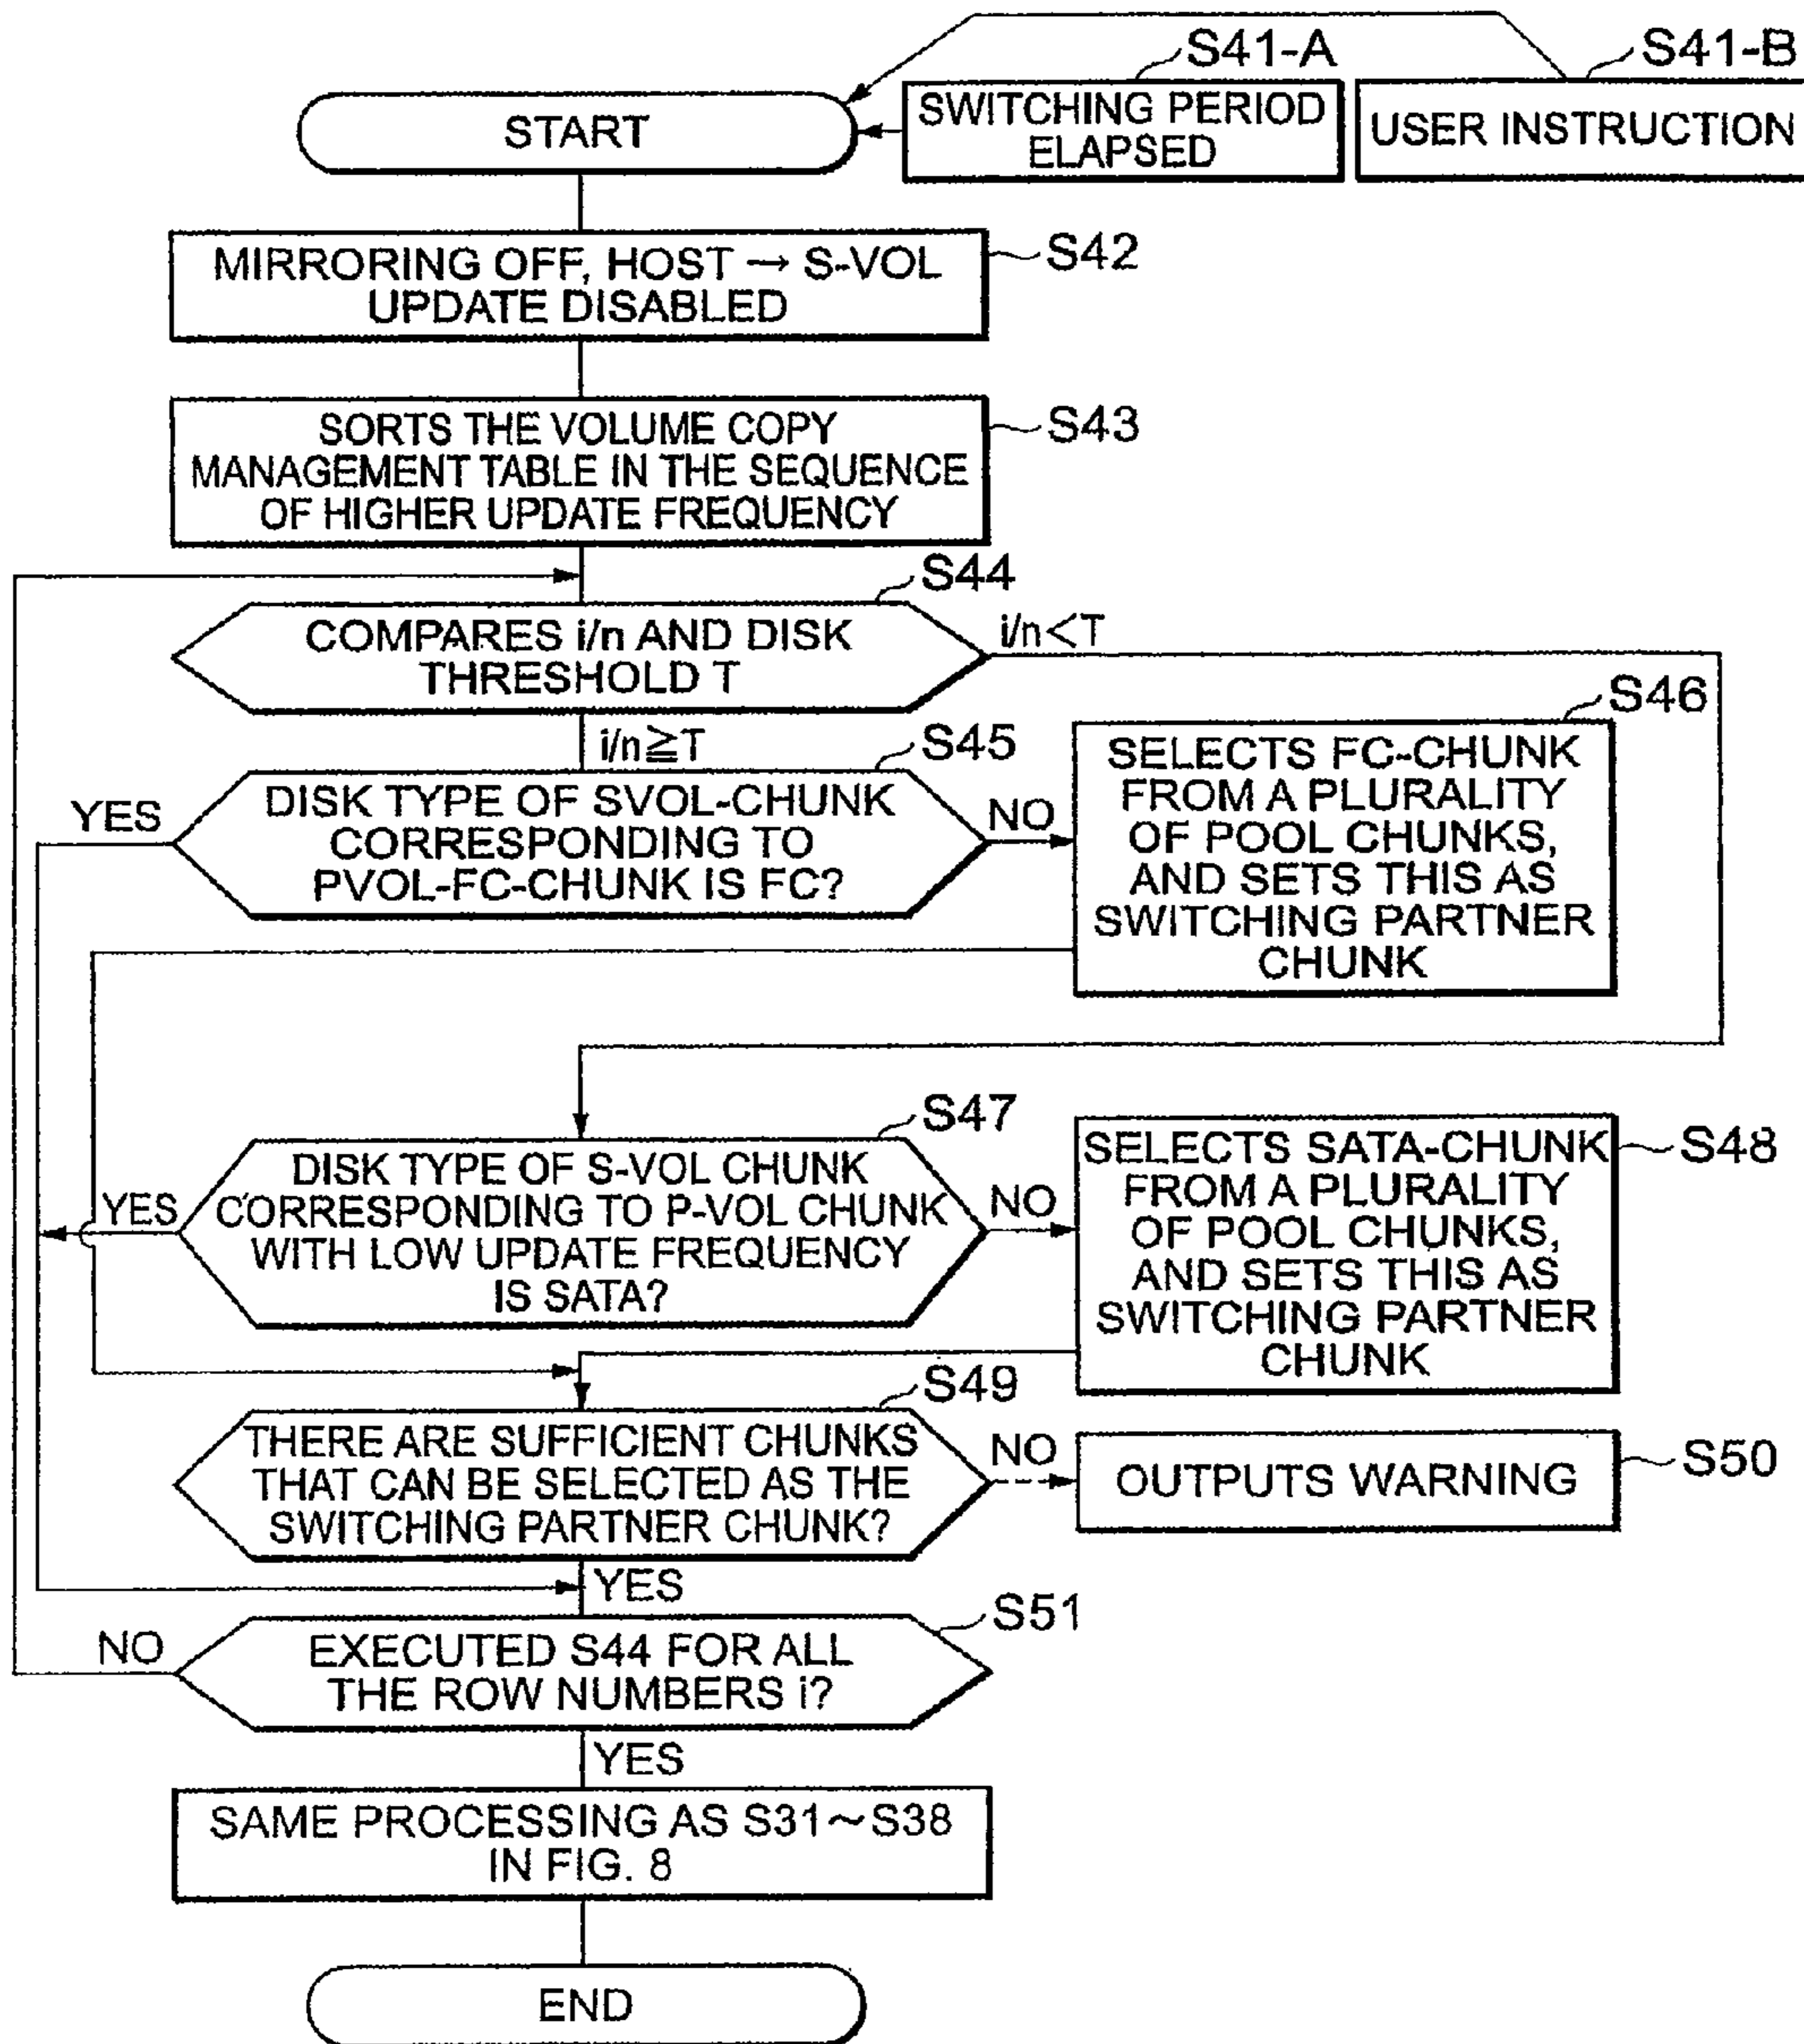 S41-A
S41-B
START
SWITCHING PERIOD
ELAPSED
USER INSTRUCTION
S42
MIRRORING OFF, HOST → S-VOL
UPDATE DISABLED
S43
SORTS THE VOLUME COPY
MANAGEMENT TABLE IN THE SEQUENCE
OF HIGHER UPDATE FREQUENCY
S44
COMPARES i/n AND DISK
THRESHOLD T
i/n<T
i/n≧T
S45
DISK TYPE OF SVOL-CHUNK
CORRESPONDING TO
PVOL-FC-CHUNK IS FC?
YES
NO
S46
SELECTS FC-CHUNK
FROM A PLURALITY
OF POOL CHUNKS,
AND SETS THIS AS
SWITCHING PARTNER
CHUNK
S47
DISK TYPE OF S-VOL CHUNK
CORRESPONDING TO P-VOL CHUNK
WITH LOW UPDATE FREQUENCY
IS SATA?
YES
NO
S48
SELECTS SATA-CHUNK
FROM A PLURALITY
OF POOL CHUNKS,
AND SETS THIS AS
SWITCHING PARTNER
CHUNK
S49
THERE ARE SUFFICIENT CHUNKS
THAT CAN BE SELECTED AS THE
SWITCHING PARTNER CHUNK?
NO
S50
OUTPUTS WARNING
YES
S51
EXECUTED S44 FOR ALL
THE ROW NUMBERS i?
NO
YES
SAME PROCESSING AS S31~S38
IN FIG. 8
END